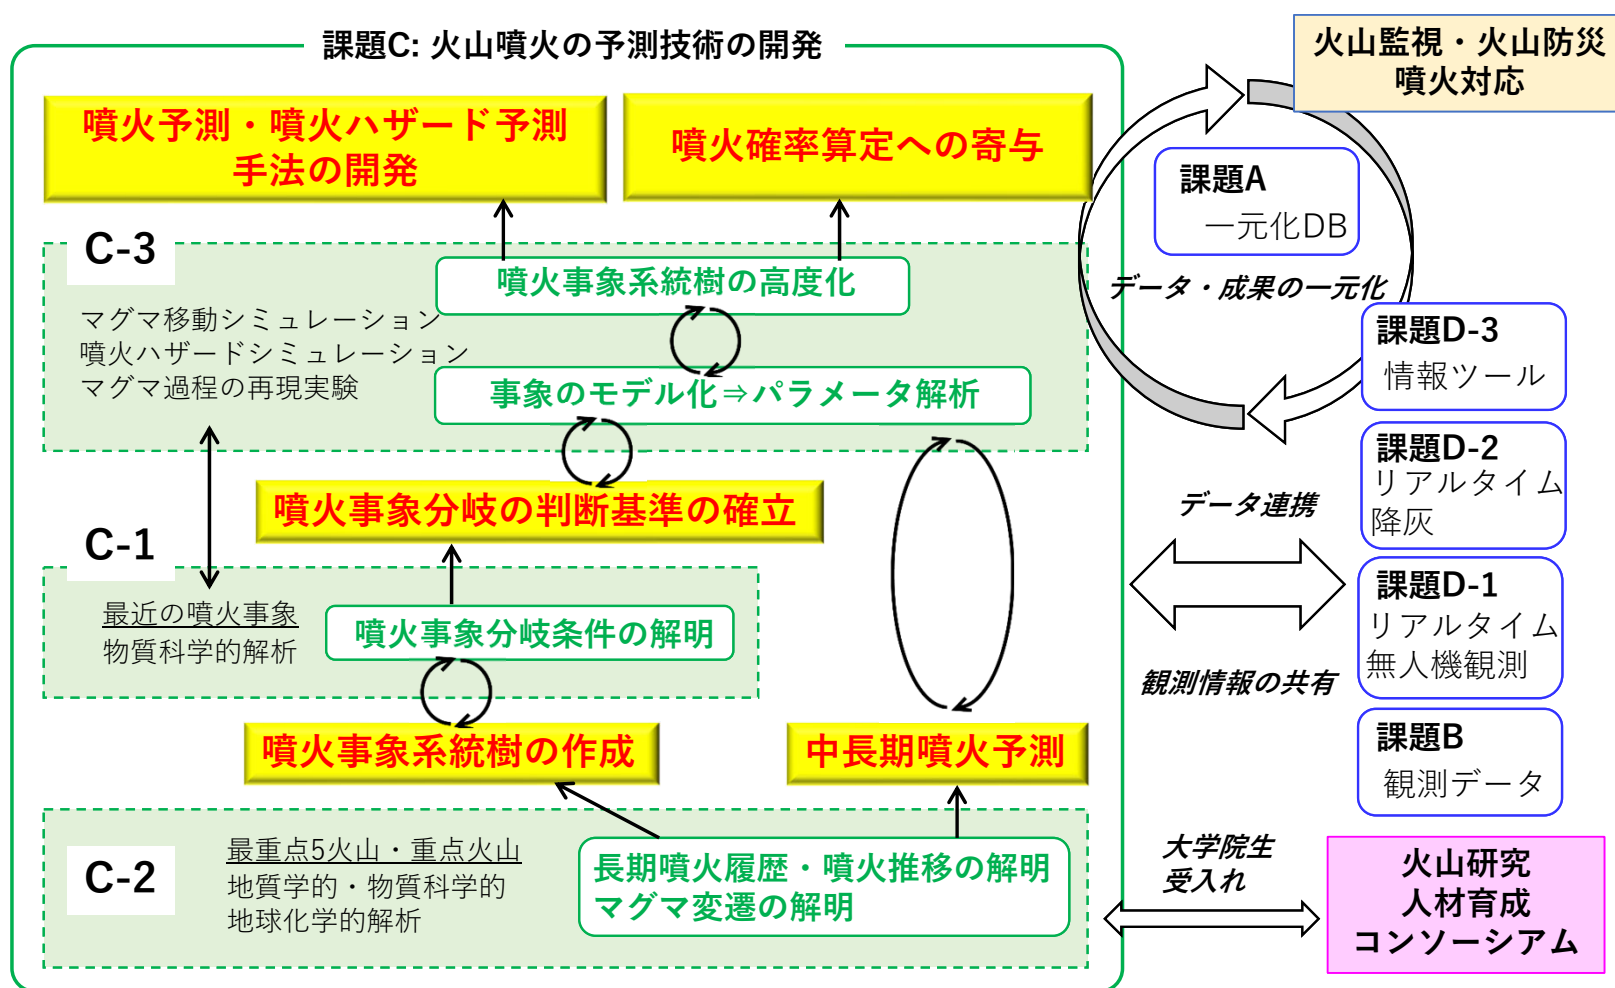 課題C: 火山噴火の予測技術の開発
噴火予測・噴火ハザード予測
手法の開発
噴火確率算定への寄与
C-3
噴火事象系統樹の高度化
マグマ移動シミュレーション
噴火ハザードシミュレーション
マグマ過程の再現実験
事象のモデル化⇒パラメータ解析
噴火事象分岐の判断基準の確立
C-1
最近の噴火事象
物質科学的解析
噴火事象分岐条件の解明
噴火事象系統樹の作成
中長期噴火予測
C-2
最重点5火山・重点火山
地質学的・物質科学的
地球化学的解析
長期噴火履歴・噴火推移の解明
マグマ変遷の解明
火山監視・火山防災
噴火対応
課題A
一元化DB
データ・成果の一元化
課題D-3
情報ツール
課題D-2
リアルタイム
降灰
データ連携
課題D-1
リアルタイム
無人機観測
観測情報の共有
課題B
観測データ
大学院生
受入れ
火山研究
人材育成
コンソーシアム